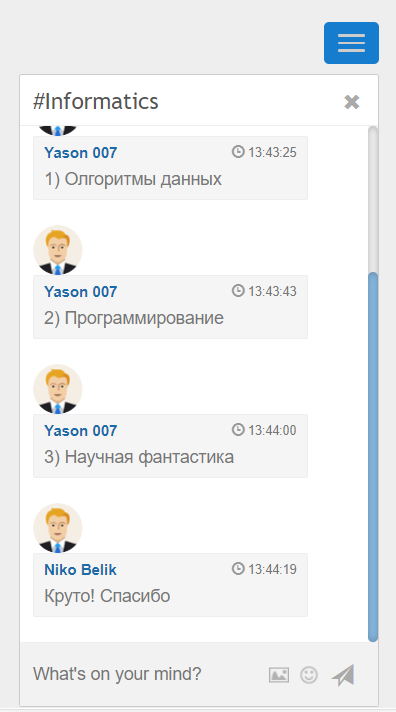 #Informatics
Yason 007 13:43:25
1) Олгоритмы данных
Yason 007 13:43:43
2) Программирование
Yason 007 13:44:00
3) Научная фантастика
Niko Belik 13:44:19
Круто! Спасибо
What's on your mind?